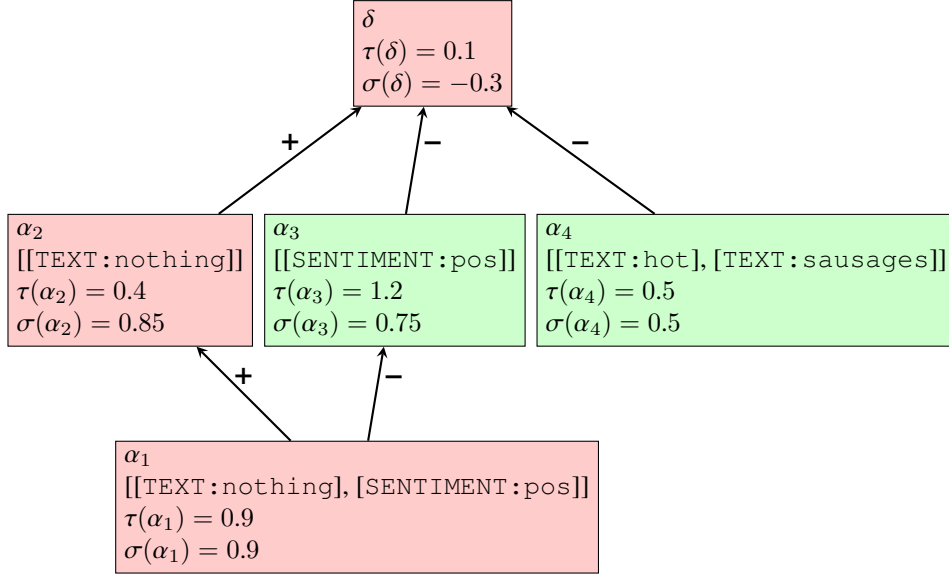 δ
τ(δ) = 0.1
σ(δ) = −0.3
+
−
−
α₂
[[TEXT:nothing]]
τ(α₂) = 0.4
σ(α₂) = 0.85
α₃
[[SENTIMENT:pos]]
τ(α₃) = 1.2
σ(α₃) = 0.75
α₄
[[TEXT:hot], [TEXT:sausages]]
τ(α₄) = 0.5
σ(α₄) = 0.5
+
−
α₁
[[TEXT:nothing], [SENTIMENT:pos]]
τ(α₁) = 0.9
σ(α₁) = 0.9